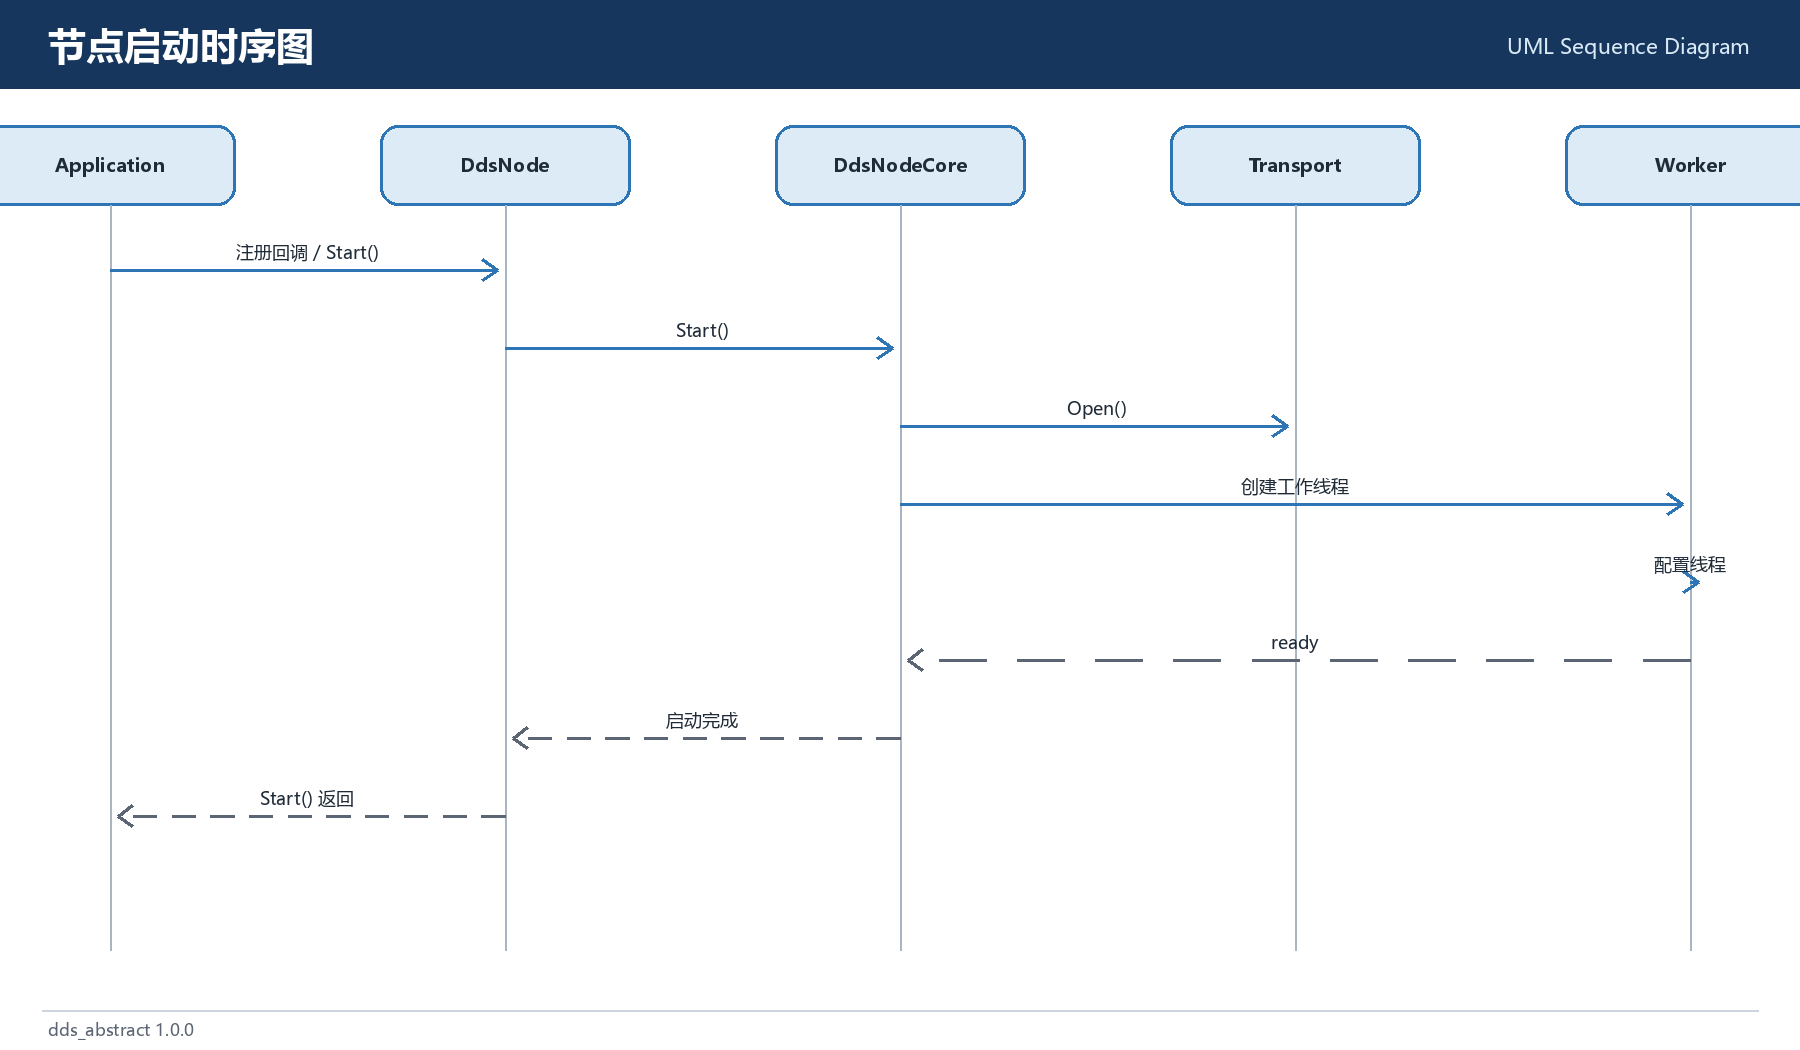 节点启动时序图
UML Sequence Diagram
Application
DdsNode
DdsNodeCore
Transport
Worker
注册回调 / Start()
Start()
Open()
创建工作线程
配置线程
ready
启动完成
Start() 返回
dds_abstract 1.0.0